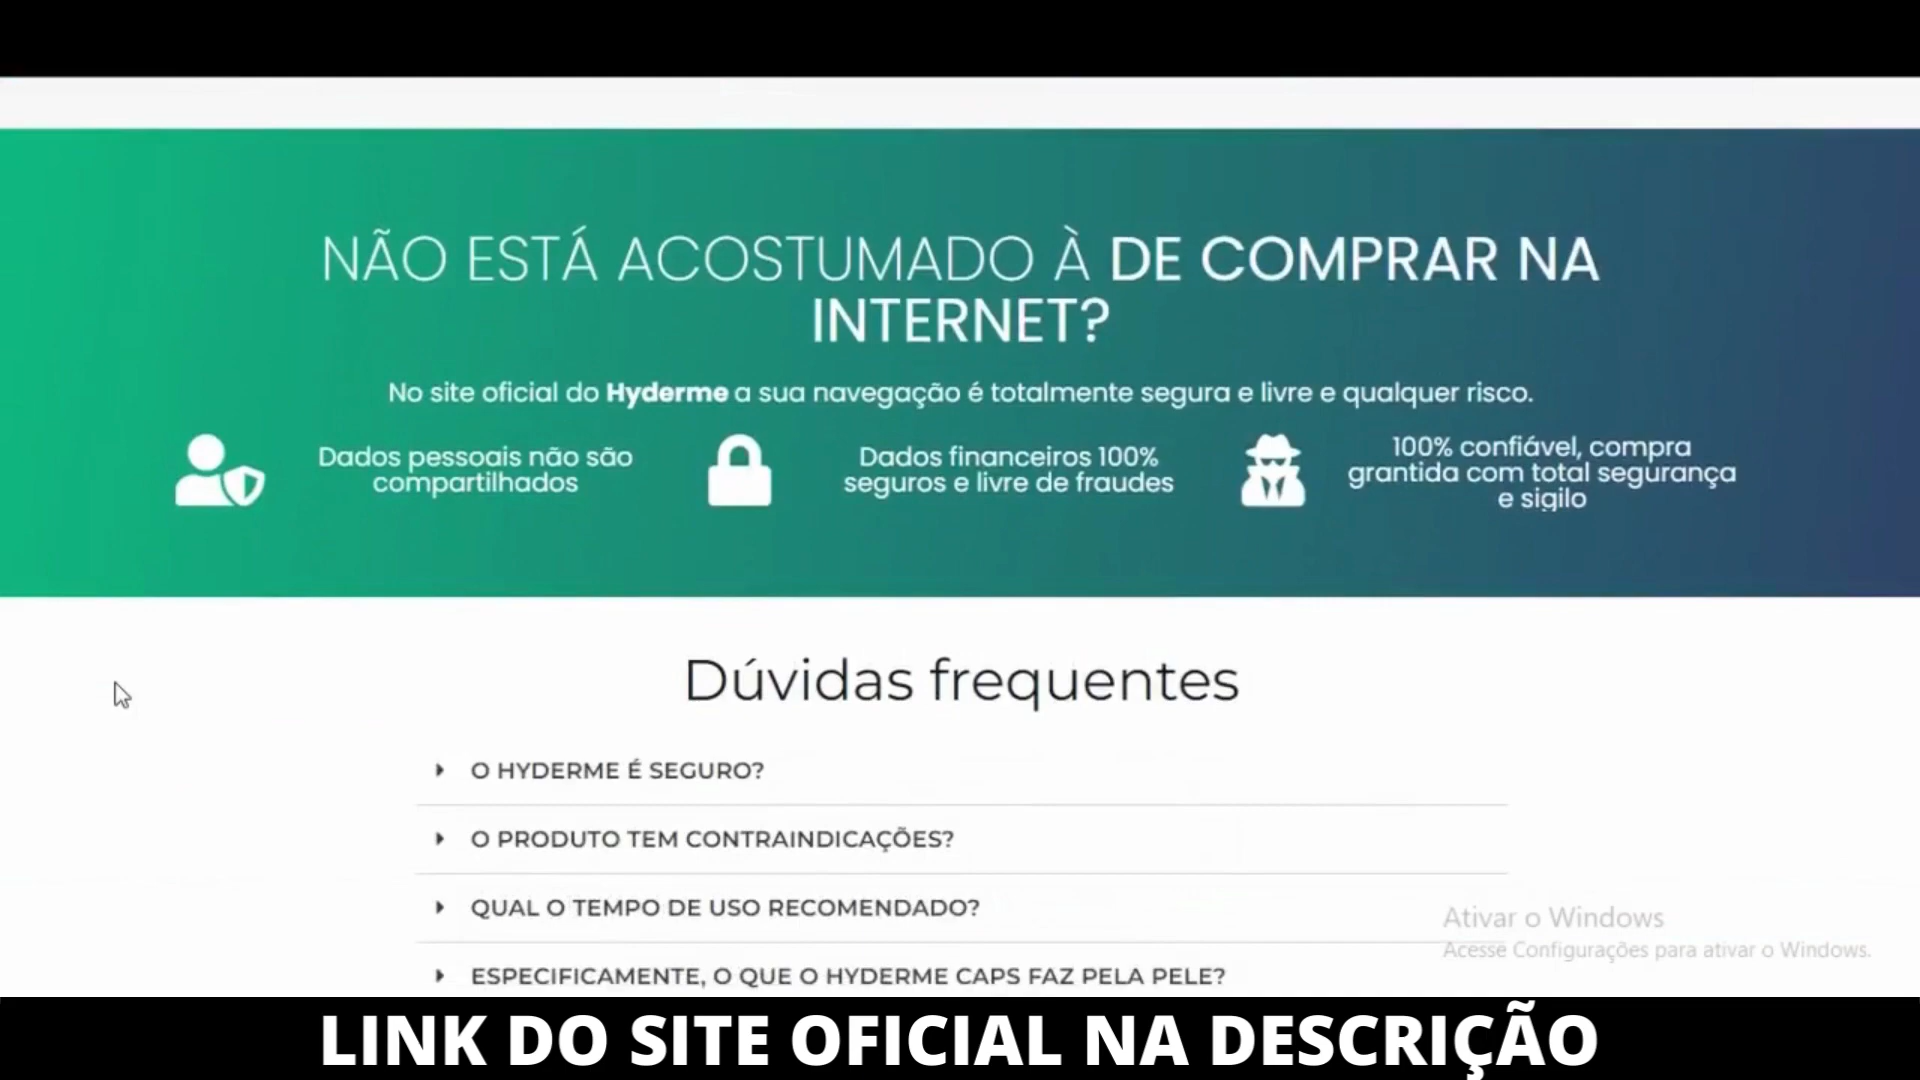 NÃO ESTÁ ACOSTUMADO À DE COMPRAR NA
INTERNET?
No site oficial do Hyderme a sua navegação é totalmente segura e livre e qualquer risco.
Dados pessoais não são
compartilhados
Dados financeiros 100%
seguros e livre de fraudes
100% confiável, compra
grantida com total segurança
e sigilo
Dúvidas frequentes
O HYDERME É SEGURO?
O PRODUTO TEM CONTRAINDICAÇÕES?
QUAL O TEMPO DE USO RECOMENDADO?
ESPECIFICAMENTE, O QUE O HYDERME CAPS FAZ PELA PELE?
Ativar o Windows
Acesse Configurações para ativar o Windows.
LINK DO SITE OFICIAL NA DESCRIÇÃO